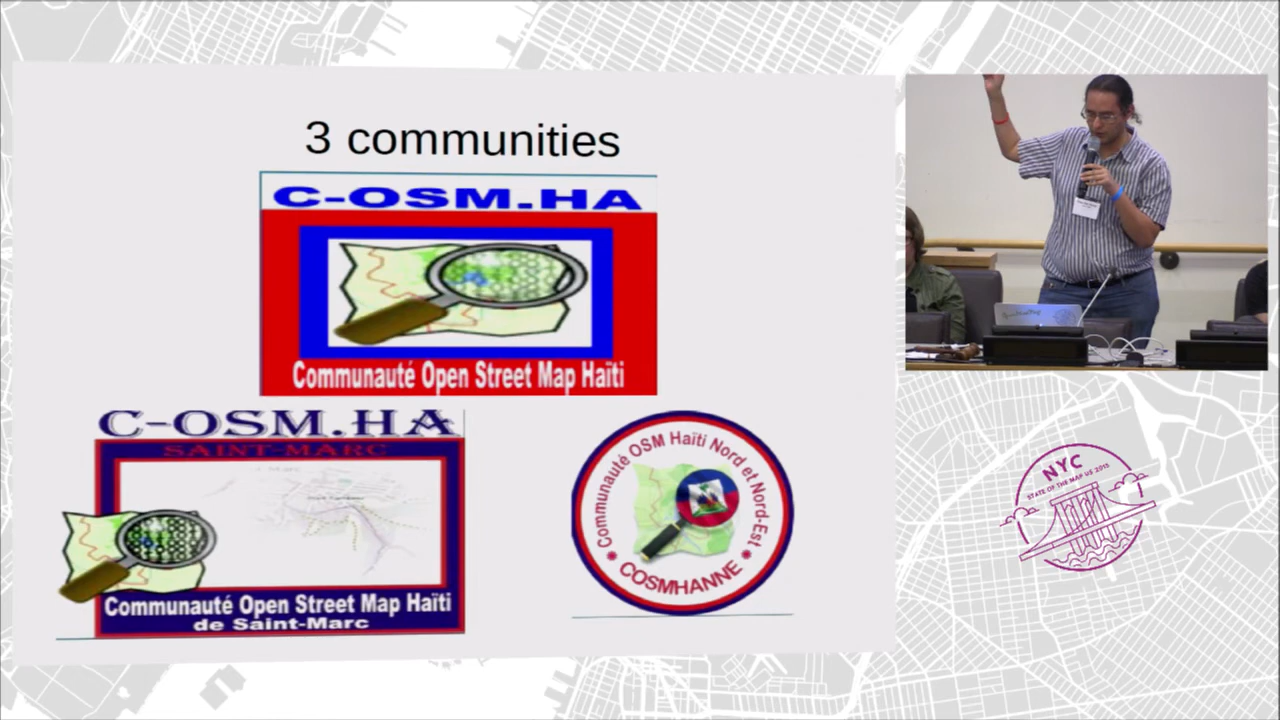 3 communities
C-OSM.HA
Communauté Open Street Map Haïti
C-OSM.HA
SAINT-MARC
Communauté Open Street Map Haïti
de Saint-Marc
Communauté OSM Haïti Nord et Nord-Est
COSMHANNE
NYC
STATE OF THE MAP US 2015